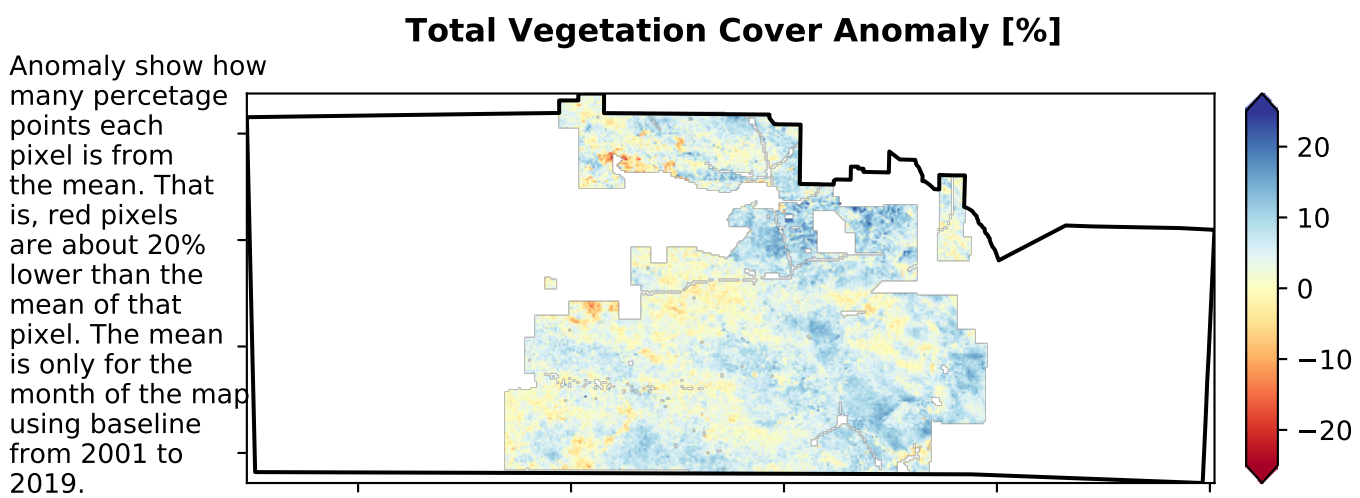 Total Vegetation Cover Anomaly [%]
Anomaly show how
many percetage
points each
pixel is from
the mean. That
is, red pixels
are about 20%
lower than the
mean of that
pixel. The mean
is only for the
month of the map
using baseline
from 2001 to
2019.
20
10
0
−10
−20